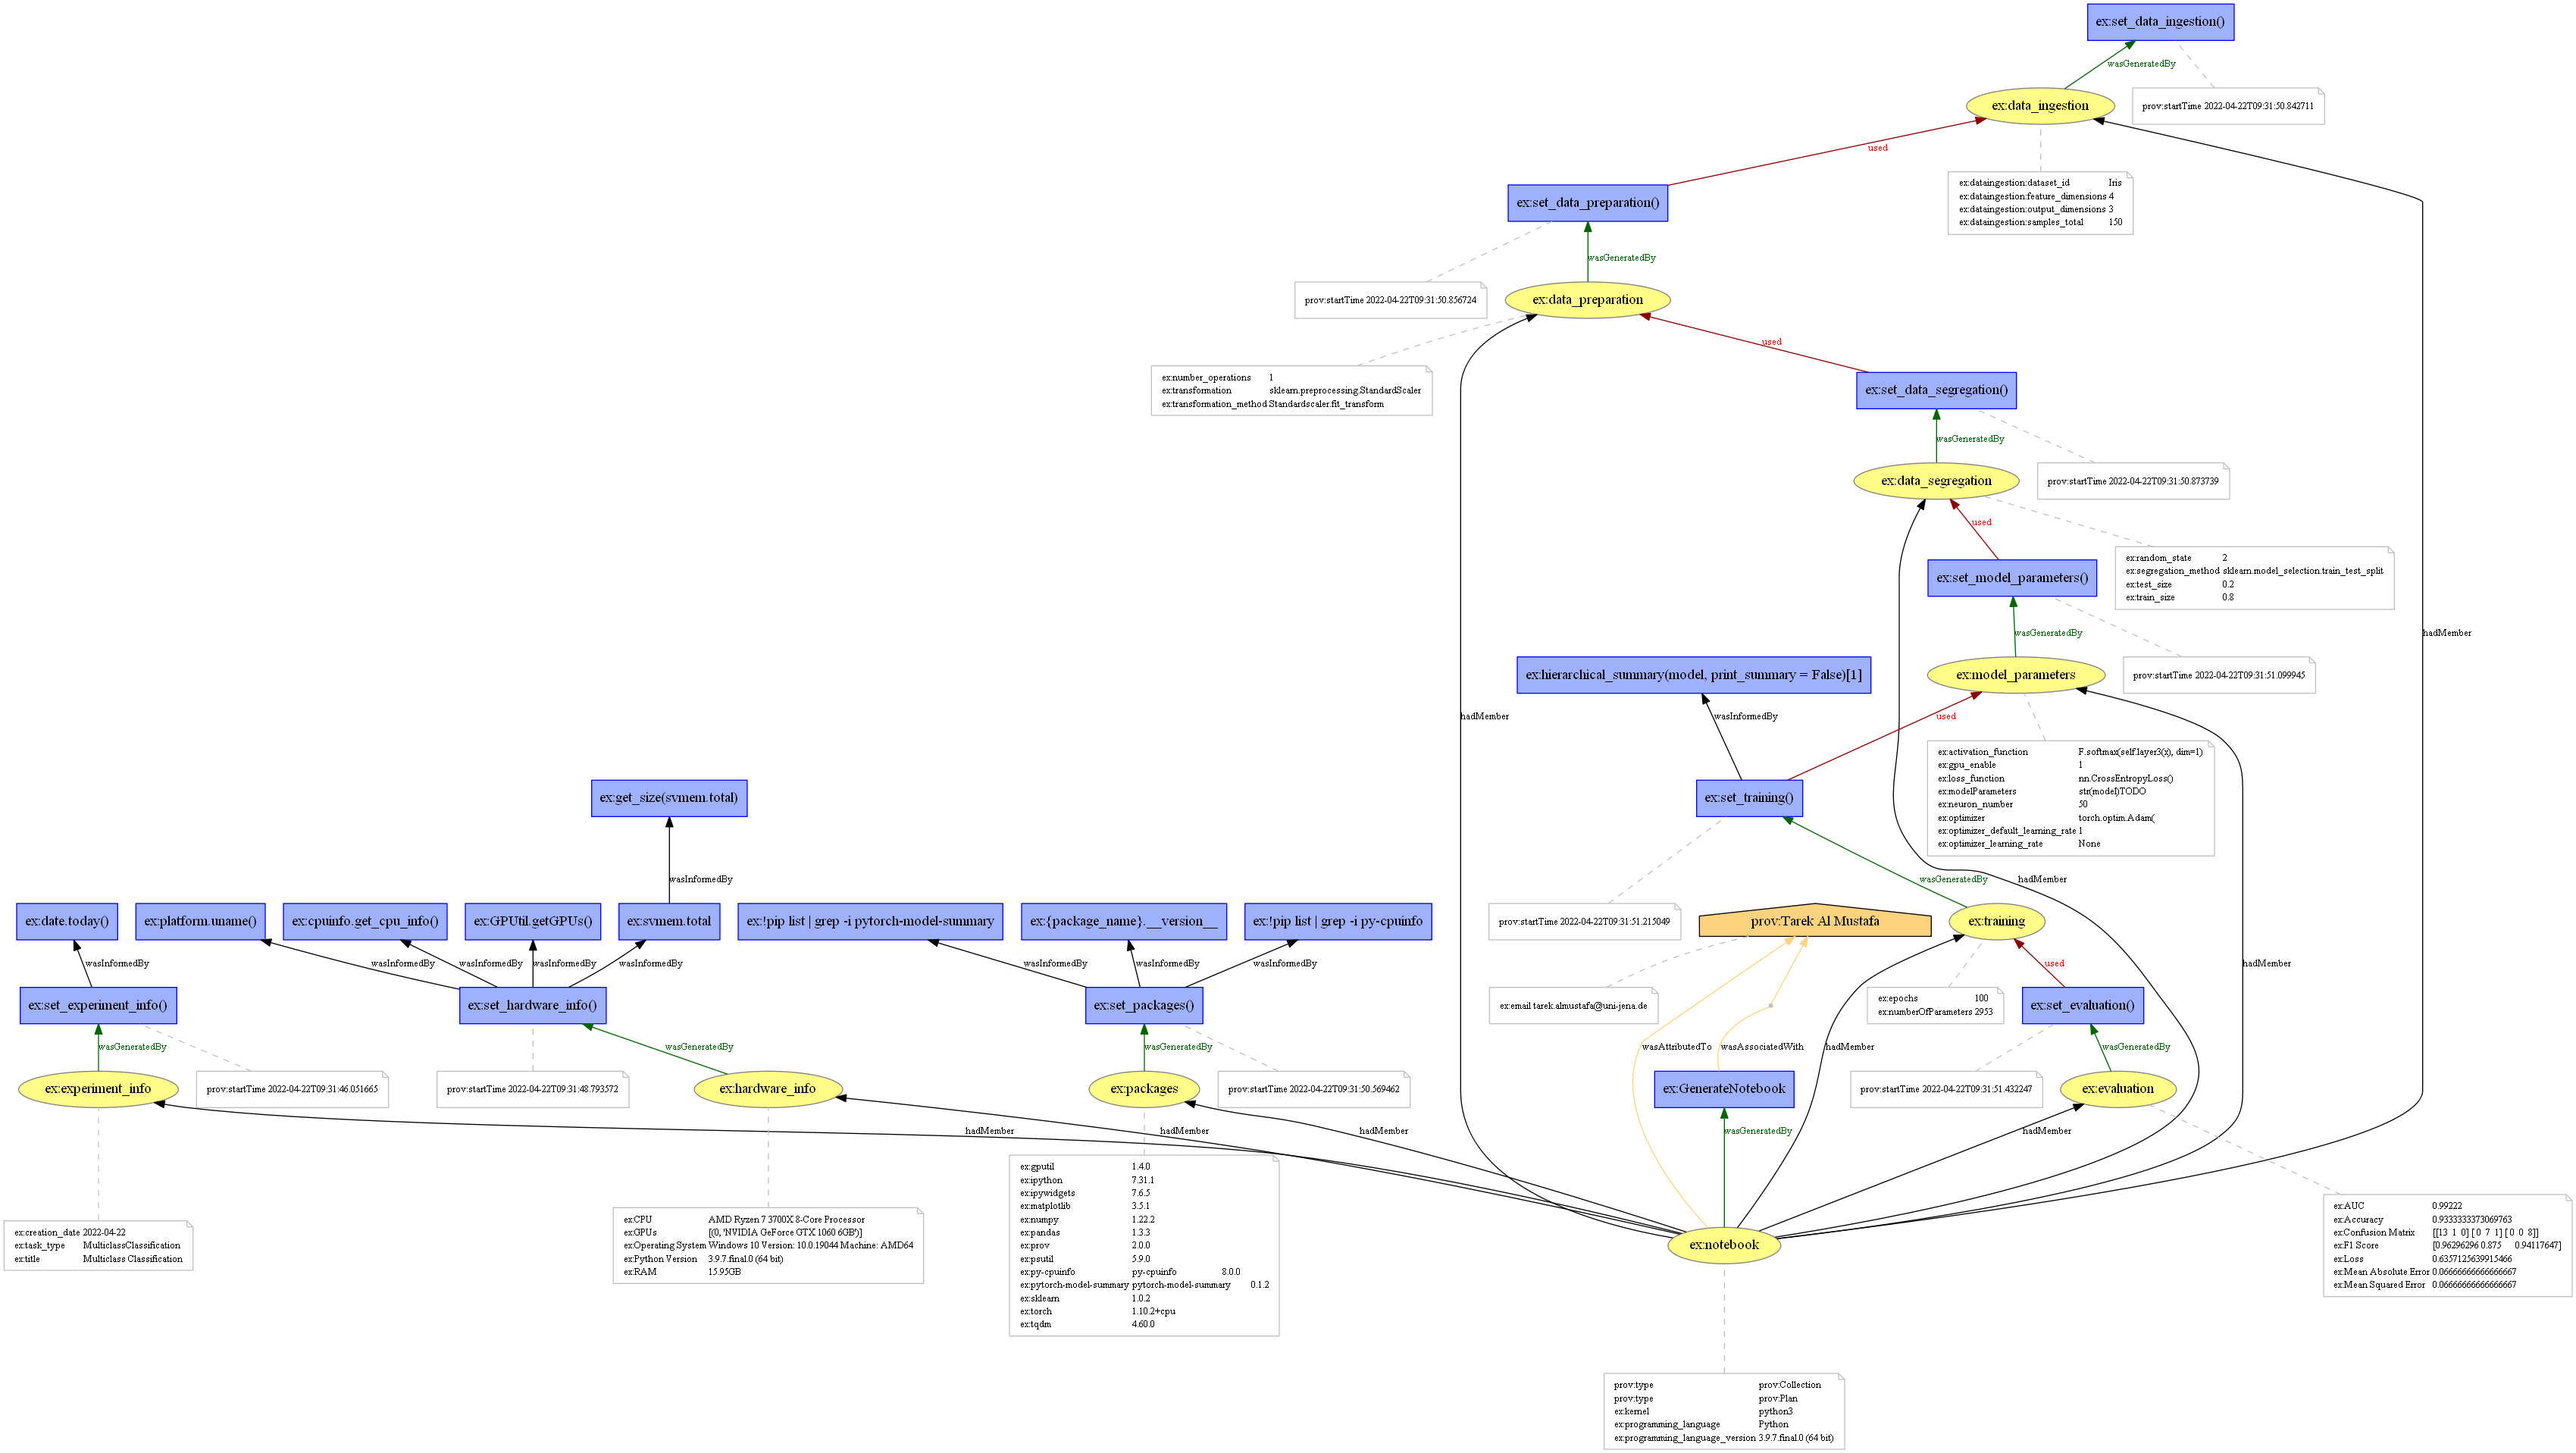 ex:set_data_ingestion()
wasGeneratedBy
ex:data_ingestion
prov:startTime 2022-04-22T09:31:50.842711
used
ex:dataingestion:dataset_id Iris
ex:dataingestion:feature_dimensions 4
ex:dataingestion:output_dimensions 3
ex:dataingestion:samples_total 150
ex:set_data_preparation()
wasGeneratedBy
prov:startTime 2022-04-22T09:31:50.856724
ex:data_preparation
used
ex:number_operations 1
ex:transformation sklearn.preprocessing.StandardScaler
ex:transformation_method Standardscaler.fit_transform
ex:set_data_segregation()
wasGeneratedBy
ex:data_segregation
prov:startTime 2022-04-22T09:31:50.873739
used
ex:random_state 2
ex:segregation_method sklearn.model_selection.train_test_split
ex:test_size 0.2
ex:train_size 0.8
ex:set_model_parameters()
wasGeneratedBy
hadMember
ex:hierarchical_summary(model, print_summary = False)[1]
ex:model_parameters
prov:startTime 2022-04-22T09:31:51.099945
hadMember
wasInformedBy
used
ex:activation_function F.softmax(self.layer3(x), dim=1)
ex:gpu_enable 1
ex:loss_function nn.CrossEntropyLoss()
ex:modelParameters str(model)TODO
ex:neuron_number 50
ex:optimizer torch.optim.Adam(
ex:optimizer_default_learning_rate 1
ex:optimizer_learning_rate None
ex:get_size(svmem.total)
ex:set_training()
wasInformedBy
wasGeneratedBy
hadMember
ex:date.today()
ex:platform.uname()
ex:cpuinfo.get_cpu_info()
ex:GPUtil.getGPUs()
ex:svmem.total
ex:!pip list | grep -i pytorch-model-summary
ex:{package_name}.__version__
ex:!pip list | grep -i py-cpuinfo
prov:startTime 2022-04-22T09:31:51.215049
prov:Tarek Al Mustafa
ex:training
wasInformedBy
wasInformedBy
wasInformedBy
wasInformedBy
wasInformedBy
wasInformedBy
wasInformedBy
wasInformedBy
used
hadMember
ex:set_experiment_info()
ex:set_hardware_info()
ex:set_packages()
ex:email tarek.almustafa@uni-jena.de
ex:epochs 100
ex:numberOfParameters 2953
ex:set_evaluation()
wasGeneratedBy
wasGeneratedBy
wasGeneratedBy
wasAttributedTo
wasAssociatedWith
hadMember
wasGeneratedBy
ex:experiment_info
prov:startTime 2022-04-22T09:31:46.051665
prov:startTime 2022-04-22T09:31:48.793572
ex:hardware_info
ex:packages
prov:startTime 2022-04-22T09:31:50.569462
ex:GenerateNotebook
prov:startTime 2022-04-22T09:31:51.432247
ex:evaluation
hadMember
hadMember
hadMember
wasGeneratedBy
hadMember
ex:creation_date 2022-04-22
ex:task_type MulticlassClassification
ex:title Multiclass Classification
ex:CPU AMD Ryzen 7 3700X 8-Core Processor
ex:GPUs [(0, 'NVIDIA GeForce GTX 1060 6GB')]
ex:Operating System Windows 10 Version: 10.0.19044 Machine: AMD64
ex:Python Version 3.9.7.final.0 (64 bit)
ex:RAM 15.95GB
ex:gputil 1.4.0
ex:ipython 7.31.1
ex:ipywidgets 7.6.5
ex:matplotlib 3.5.1
ex:numpy 1.22.2
ex:pandas 1.3.3
ex:prov 2.0.0
ex:psutil 5.9.0
ex:py-cpuinfo py-cpuinfo 8.0.0
ex:pytorch-model-summary pytorch-model-summary 0.1.2
ex:sklearn 1.0.2
ex:torch 1.10.2+cpu
ex:tqdm 4.60.0
ex:notebook
ex:AUC 0.99222
ex:Accuracy 0.9333333373069763
ex:Confusion Matrix [[13 1 0] [ 0 7 1] [ 0 0 8]]
ex:F1 Score [0.96296296 0.875 0.94117647]
ex:Loss 0.6357125639915466
ex:Mean Absolute Error 0.06666666666666667
ex:Mean Squared Error 0.06666666666666667
prov:type prov:Collection
prov:type prov:Plan
ex:kernel python3
ex:programming_language Python
ex:programming_language_version 3.9.7.final.0 (64 bit)